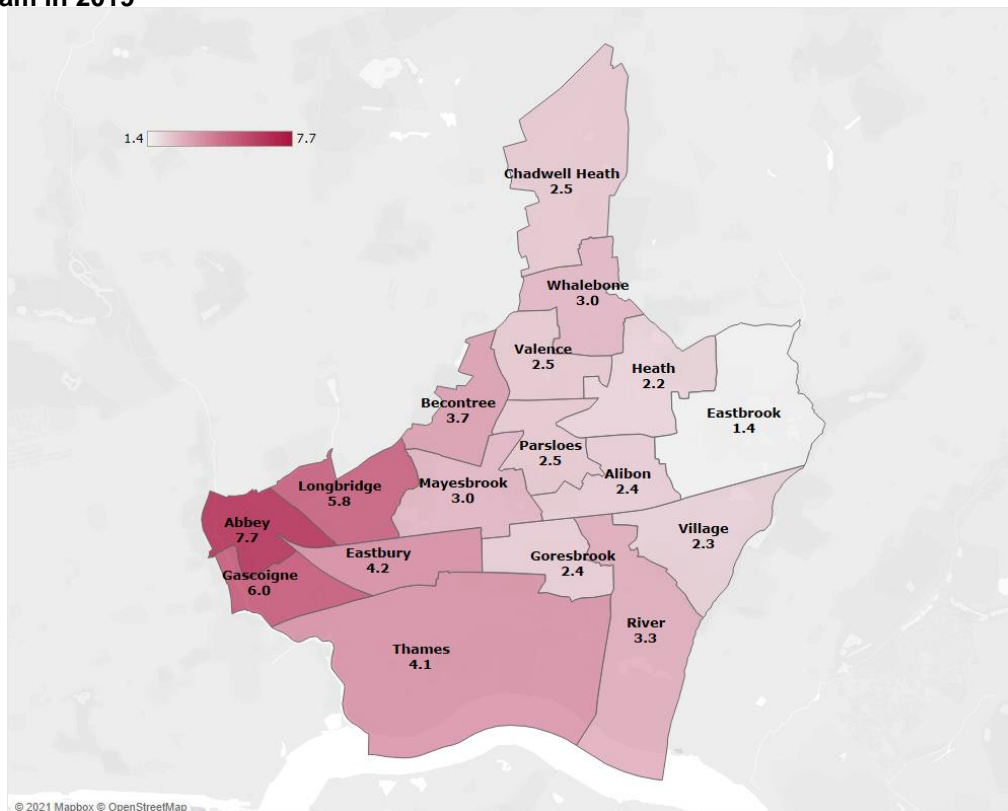 1.4 7.7
Chadwell Heath
2.5
Whalebone
3.0
Valence
2.5
Heath
2.2
Becontree
3.7
Eastbrook
1.4
Parsloes
2.5
Alibon
2.4
Longbridge
5.8
Mayesbrook
3.0
Abbey
7.7
Village
2.3
Eastbury
4.2
Goresbrook
2.4
Gascoigne
6.0
River
3.3
Thames
4.1
© 2021 Mapbox © OpenStreetMap